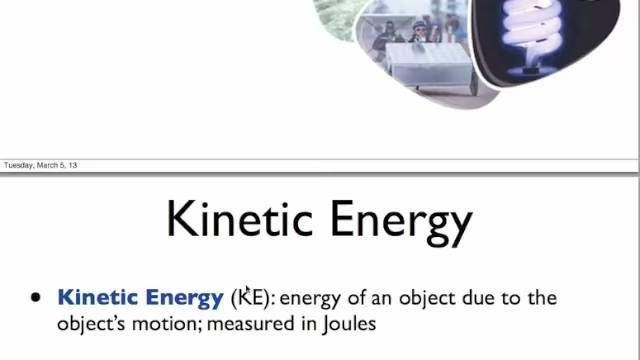 Tuesday, March 5, 13
Kinetic Energy
• Kinetic Energy (KE): energy of an object due to the
object's motion; measured in Joules